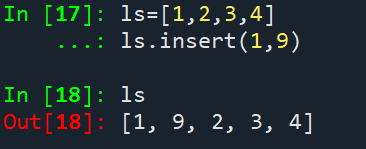 In [17]: ls=[1,2,3,4]
...: ls.insert(1,9)
In [18]: ls
Out[18]: [1, 9, 2, 3, 4]